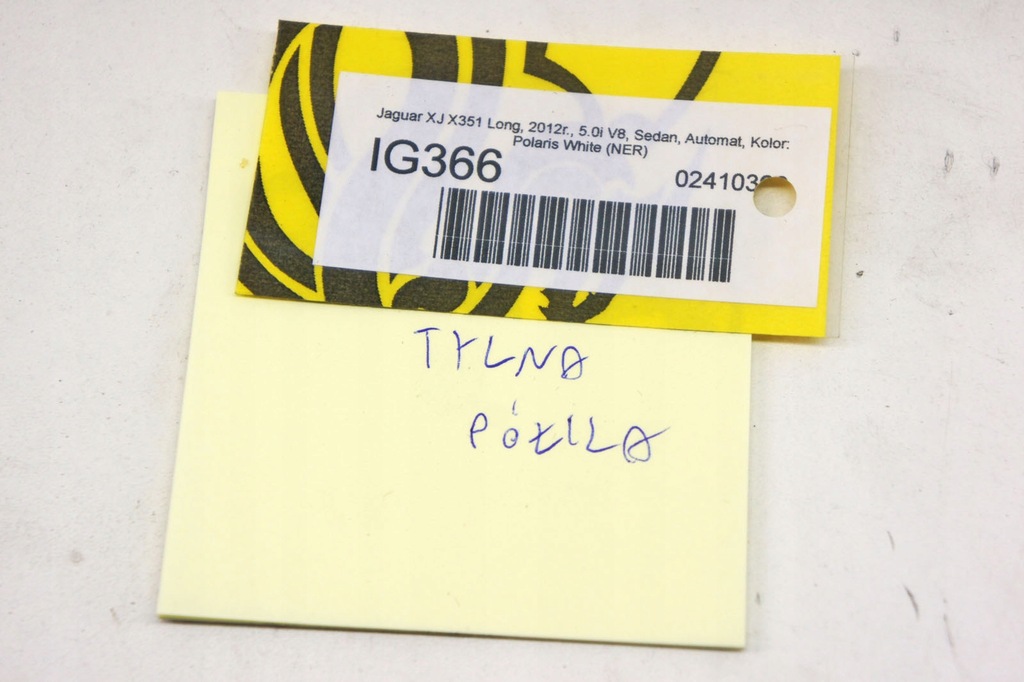 Jaguar XJ X351 Long, 2012r., 5.0i V8, Sedan, Automat, Kolor:
Polaris White (NER)
IG366
TYLNA
PÓŁKA